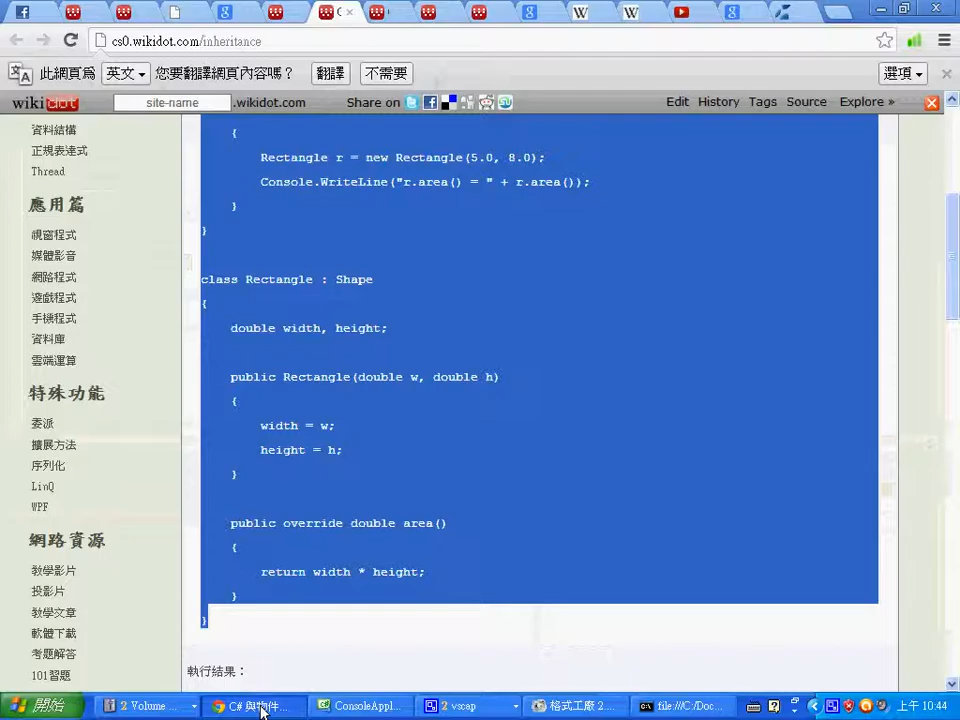 cs0.wikidot.com/inheritance
此網頁為 英文 您要翻譯網頁內容嗎？ 翻譯 不需要 選項
wikidot site-name .wikidot.com Share on Edit History Tags Source Explore »
資料結構
正規表達式
Thread
應用篇
視窗程式
媒體影音
網路程式
遊戲程式
手機程式
資料庫
雲端運算
特殊功能
委派
擴展方法
序列化
LinQ
WPF
網路資源
教學影片
投影片
教學文章
軟體下載
考題解答
101習題
{
Rectangle r = new Rectangle(5.0, 8.0);
Console.WriteLine("r.area() = " + r.area());
}
}
class Rectangle : Shape
{
double width, height;
public Rectangle(double w, double h)
{
width = w;
height = h;
}
public override double area()
{
return width * height;
}
}
執行結果：
開始 2 Volume ... C# 與物件... ConsoleAppl... 2 vscap 格式工廠 2.... file:///C:/Doc... 上午 10:44